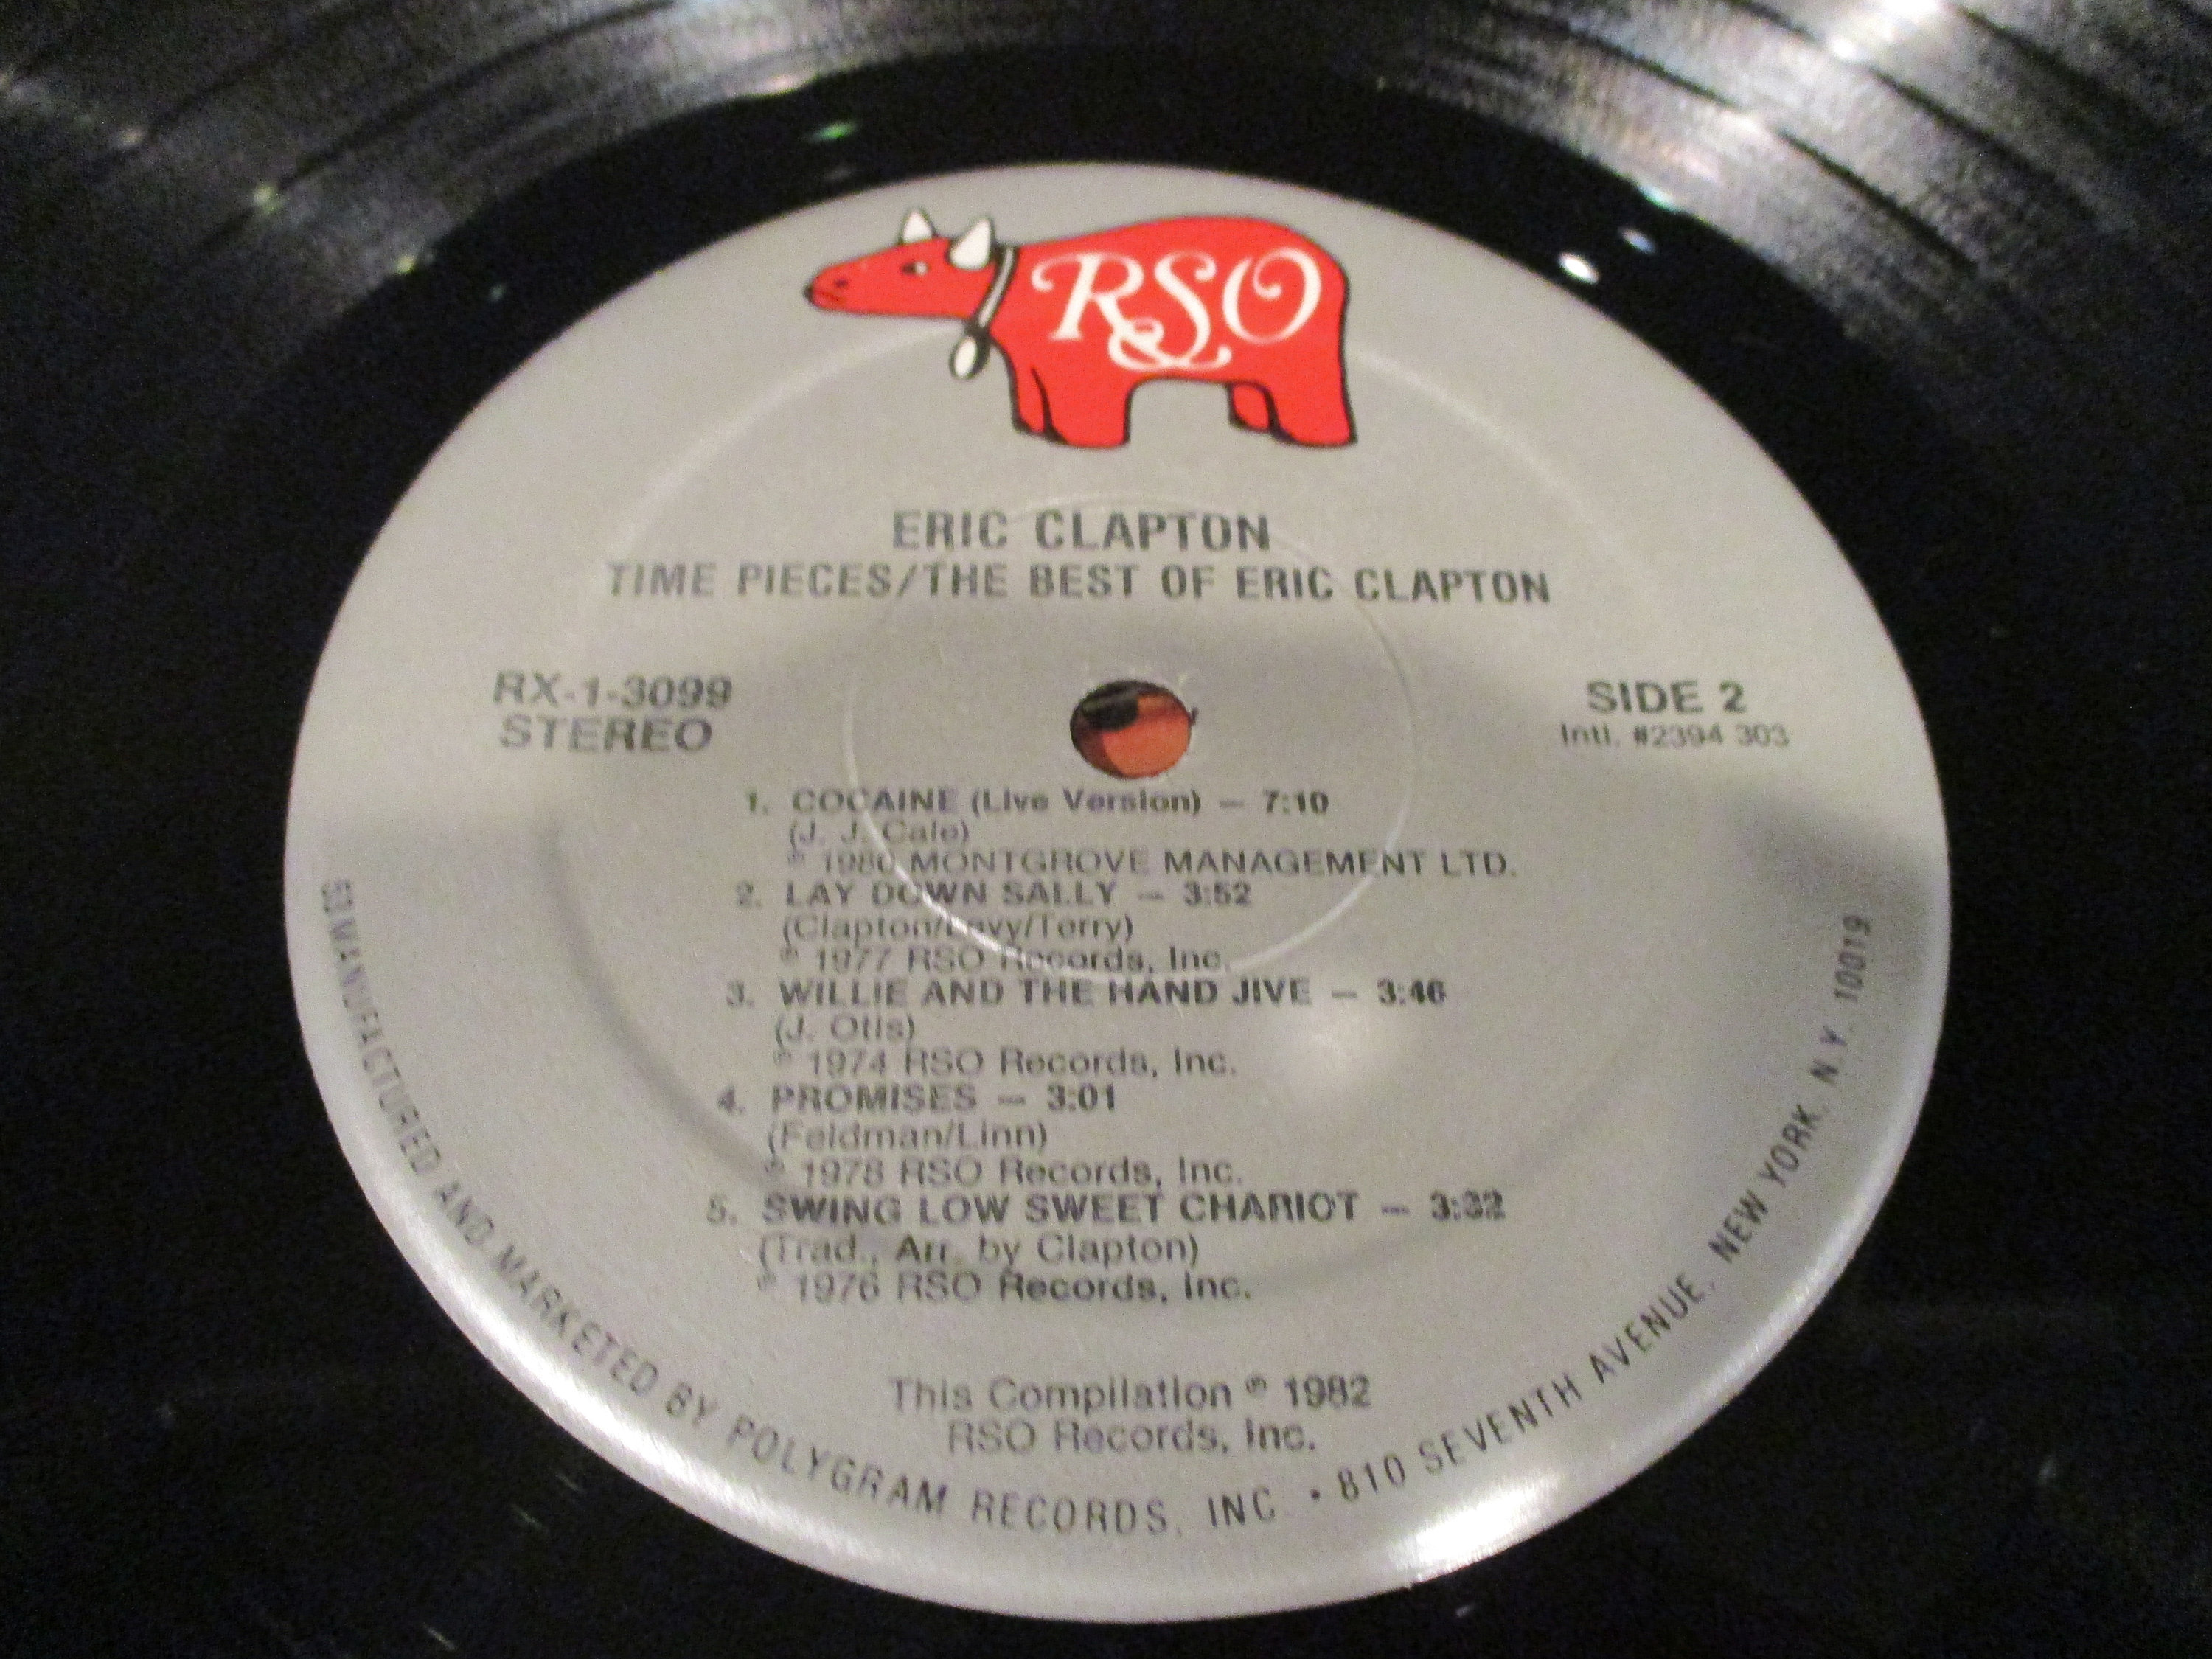 RSO
ERIC CLAPTON
TIME PIECES/THE BEST OF ERIC CLAPTON
RX-1-3099
STEREO
SIDE 2
Intl. #2394 303
1. COCAINE (Live Version) — 7:10
(J. J. Cale)
℗ 1980 MONTGROVE MANAGEMENT LTD.
2. LAY DOWN SALLY — 3:52
(Clapton/Levy/Terry)
℗ 1977 RSO Records, Inc.
3. WILLIE AND THE HAND JIVE — 3:46
(J. Otis)
℗ 1974 RSO Records, Inc.
4. PROMISES — 3:01
(Feldman/Linn)
℗ 1978 RSO Records, Inc.
5. SWING LOW SWEET CHARIOT — 3:32
(Trad., Arr. by Clapton)
℗ 1976 RSO Records, Inc.
This Compilation ℗ 1982
RSO Records, Inc.
MANUFACTURED AND MARKETED BY POLYGRAM RECORDS, INC. • 810 SEVENTH AVENUE, NEW YORK, N.Y. 10019